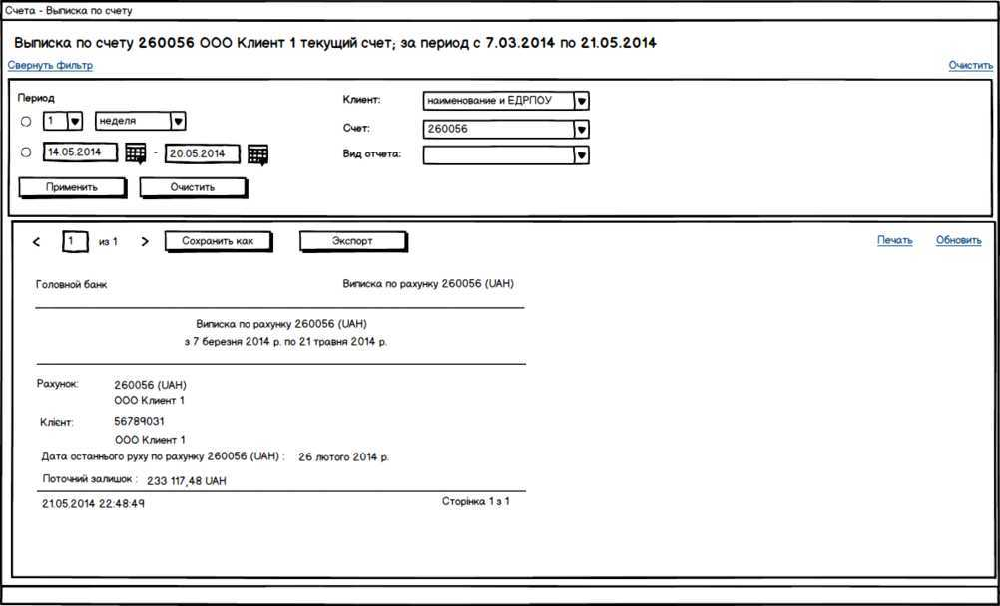 Счета - Выписка по счету
Выписка по счету 260056 ООО Клиент 1 текущий счет; за период с 7.03.2014 по 21.05.2014
Свернуть фильтр Очистить
Период Клиент: наименование и ЕДРПОУ
1 неделя Счет: 260056
14.05.2014 - 20.05.2014 Вид отчета:
Применить Очистить
< 1 из 1 > Сохранить как Экспорт Печать Обновить
Головной банк Виписка по рахунку 260056 (UAH)
Виписка по рахунку 260056 (UAH)
з 7 березня 2014 р. по 21 травня 2014 р.
Рахунок: 260056 (UAH)
ООО Клиент 1
Клієнт: 56789031
ООО Клиент 1
Дата останнього руху по рахунку 260056 (UAH) : 26 лютого 2014 р.
Поточний залишок : 233 117,48 UAH
21.05.2014 22:48:49 Сторінка 1 з 1